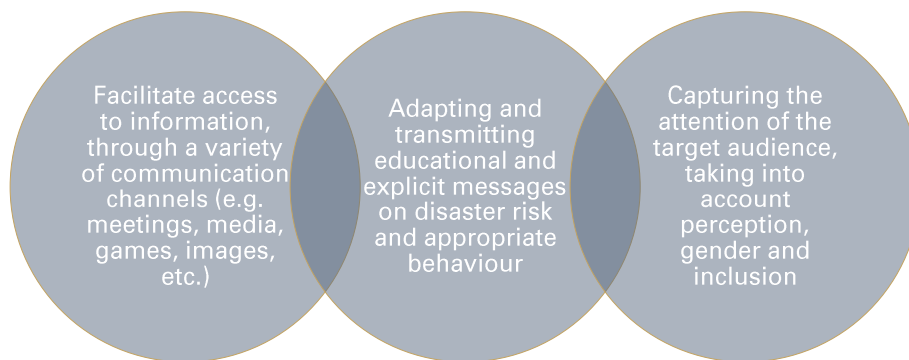 Facilitate access
to information,
through a variety
of communication
channels (e.g.
meetings, media,
games, images,
etc.)
Adapting and
transmitting
educational and
explicit messages
on disaster risk
and appropriate
behaviour
Capturing the
attention of the
target audience,
taking into
account
perception,
gender and
inclusion